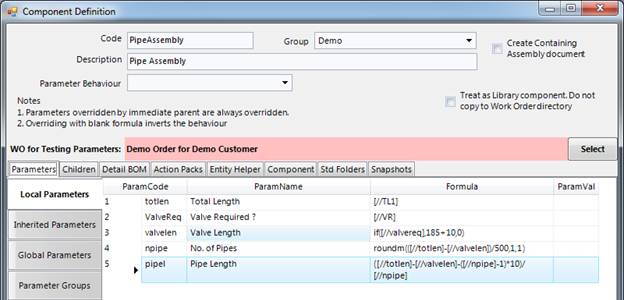 Component Definition
Code PipeAssembly Group Demo
Create Containing
Assembly document
Description Pipe Assembly
Parameter Behaviour
Treat as Library component. Do not
copy to Work Order directory
Notes
1. Parameters overridden by immediate parent are always overridden.
2. Overriding with blank formula inverts the behaviour
WO for Testing Parameters: Demo Order for Demo Customer Select
Parameters Children Detail BOM Action Packs Entity Helper Component Std Folders Snapshots
Local Parameters
Inherited Parameters
Global Parameters
Parameter Groups
ParamCode ParamName Formula ParamVal
1 totlen Total Length [//TL1]
2 ValveReq Valve Required ? [//VR]
3 valvelen Valve Length if([//valvereq],185+10,0)
4 npipe No. of Pipes roundm(([//totlen]-[//valvelen])/500,1,1)
5 pipel Pipe Length ([//totlen]-[//valvelen]-([//npipe]-1)*10)/
[//npipe]